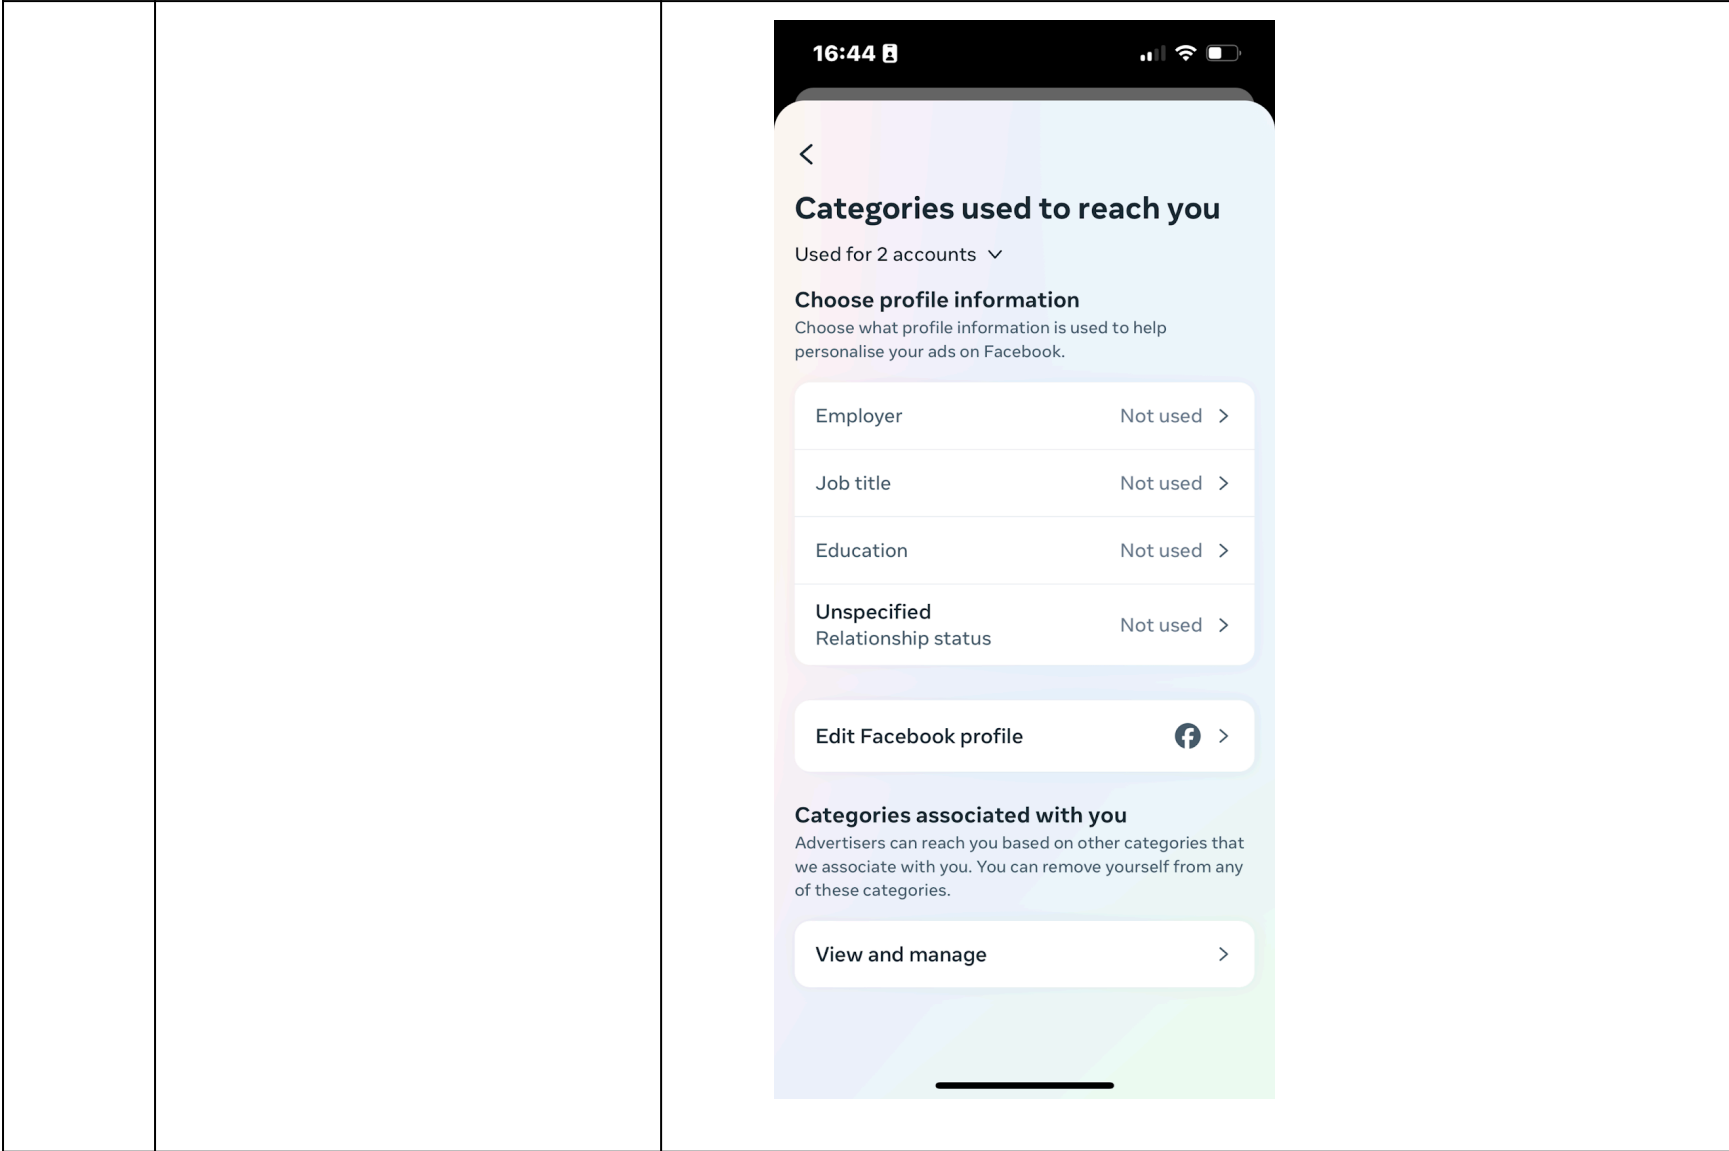 16:44
Categories used to reach you
Used for 2 accounts
Choose profile information
Choose what profile information is used to help
personalise your ads on Facebook.
Employer Not used
Job title Not used
Education Not used
Unspecified
Relationship status Not used
Edit Facebook profile
Categories associated with you
Advertisers can reach you based on other categories that
we associate with you. You can remove yourself from any
of these categories.
View and manage